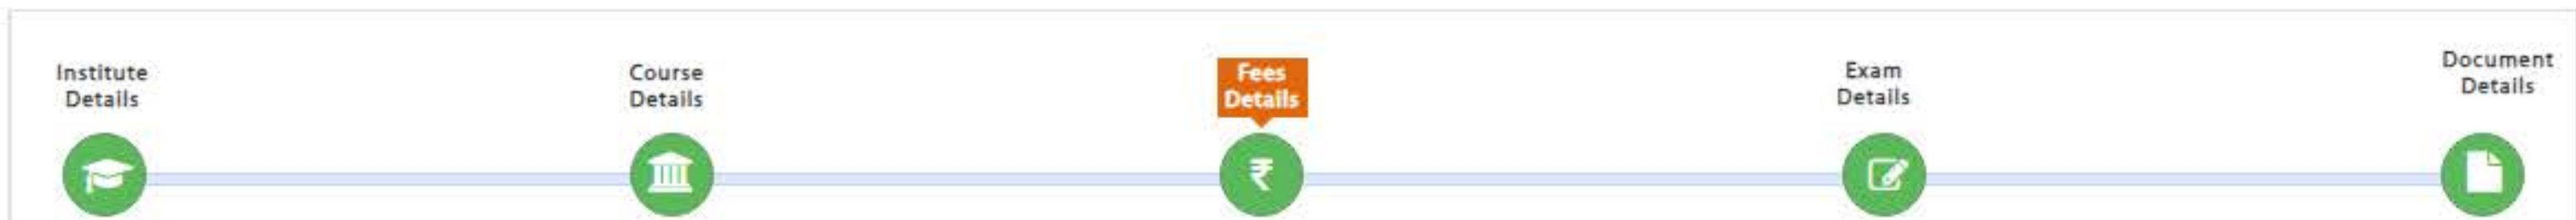 Institute
Details
Course
Details
Fees
Details
Exam
Details
Document
Details
₹